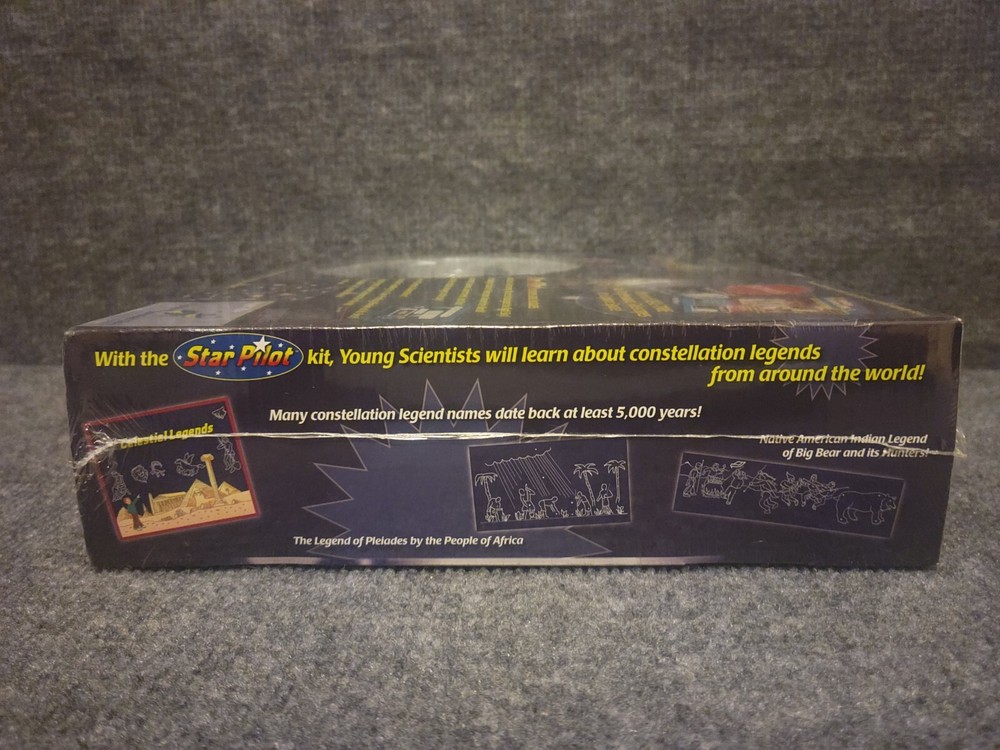 With the Star Pilot kit, Young Scientists will learn about constellation legends
from around the world!
Many constellation legend names date back at least 5,000 years!
Celestial Legends
Native American Indian Legend
of Big Bear and its Hunters!
The Legend of Pleiades by the People of Africa